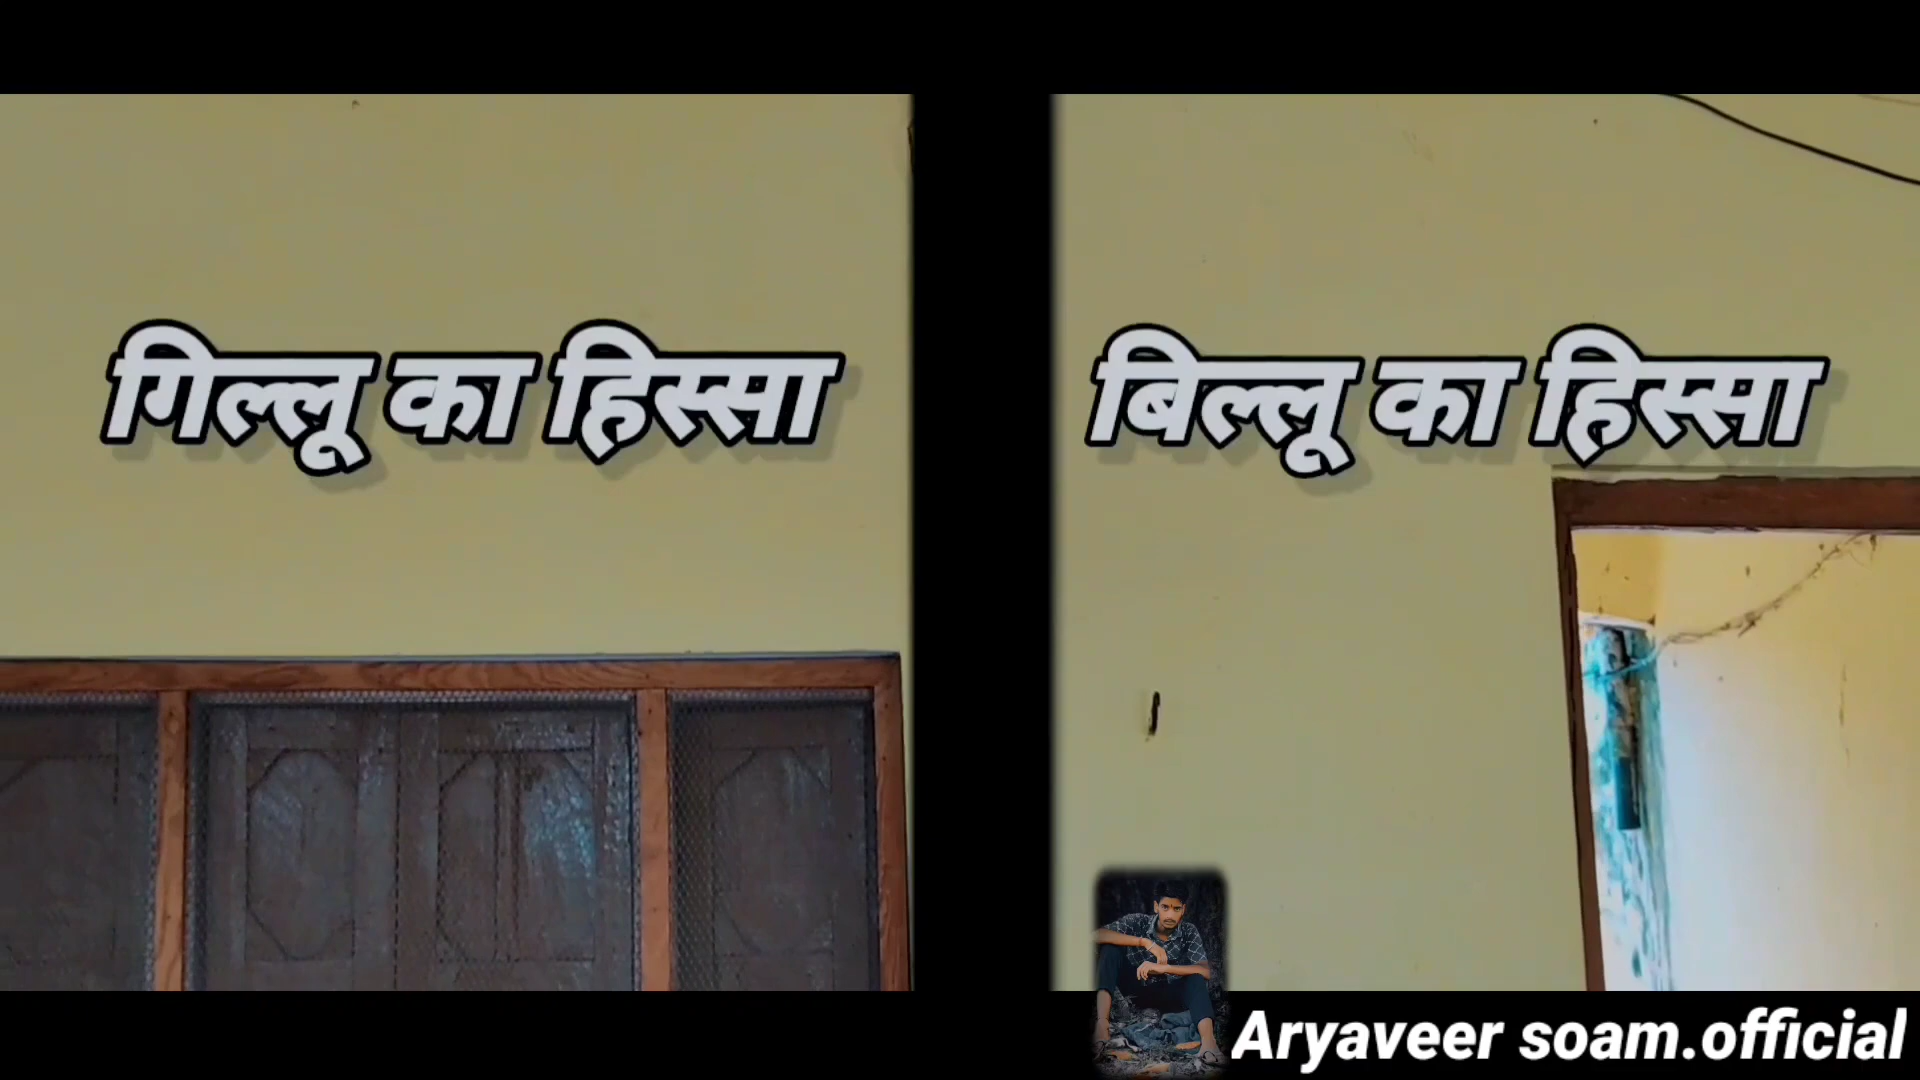 गिल्लू का हिस्सा
बिल्लू का हिस्सा
Aryaveer soam.official